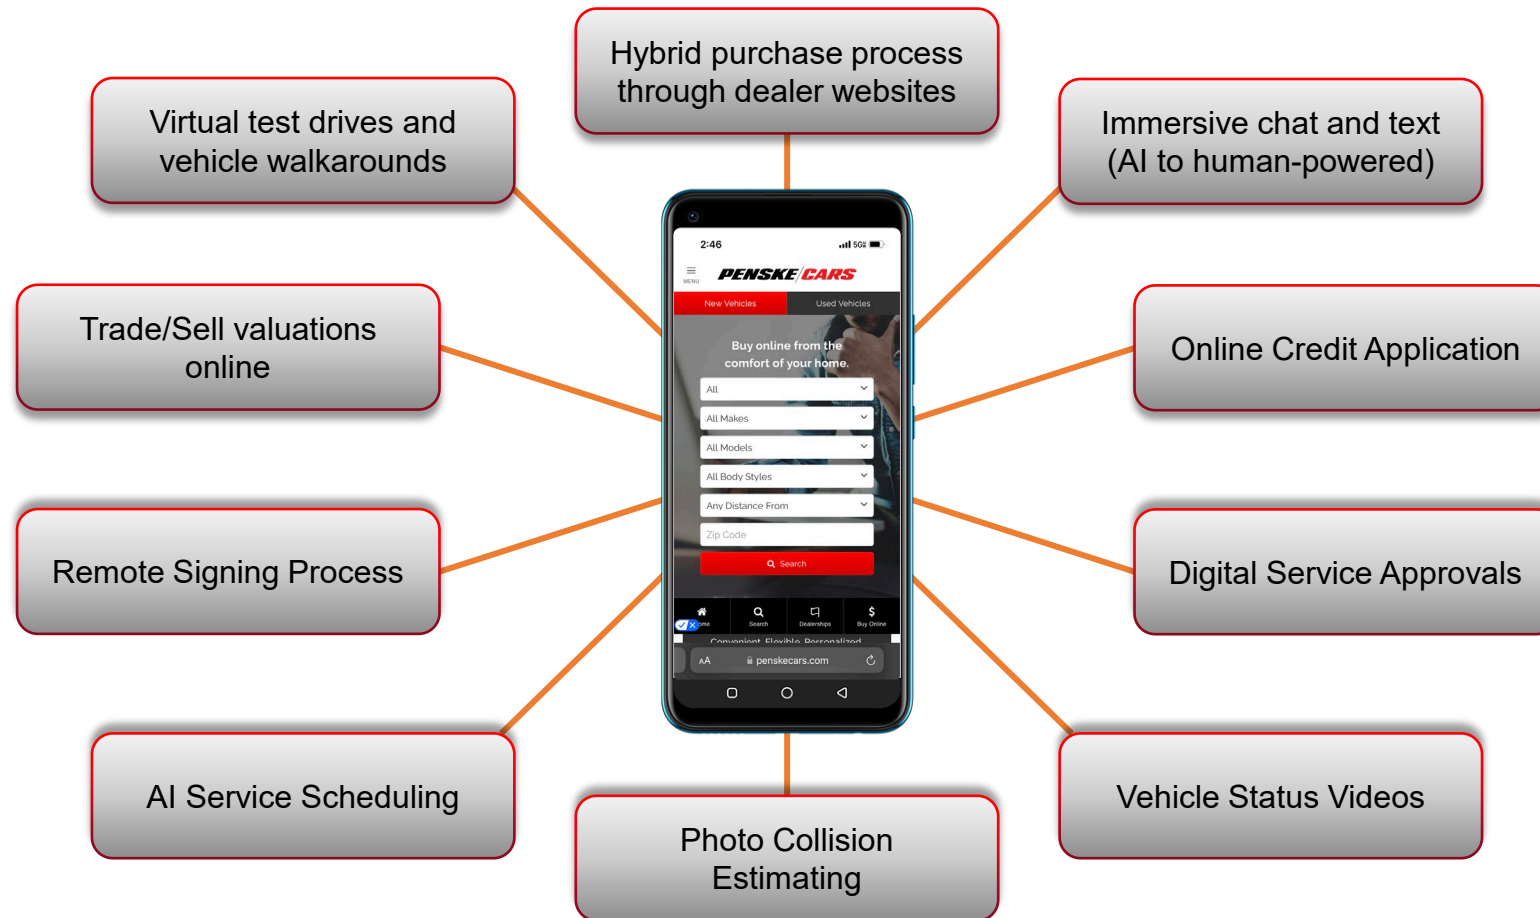 Hybrid purchase process
through dealer websites
Virtual test drives and
vehicle walkarounds
Immersive chat and text
(AI to human-powered)
Trade/Sell valuations
online
Online Credit Application
Remote Signing Process
Digital Service Approvals
AI Service Scheduling
Vehicle Status Videos
Photo Collision
Estimating
2:46
MENU
PENSKE/CARS
New Vehicles
Used Vehicles
Buy online from the
comfort of your home.
All
All Makes
All Models
All Body Styles
Any Distance From
Zip Code
Search
Search
Dealerships
Buy Online
Convenient. Flexible. Personalized.
AA
penskecars.com